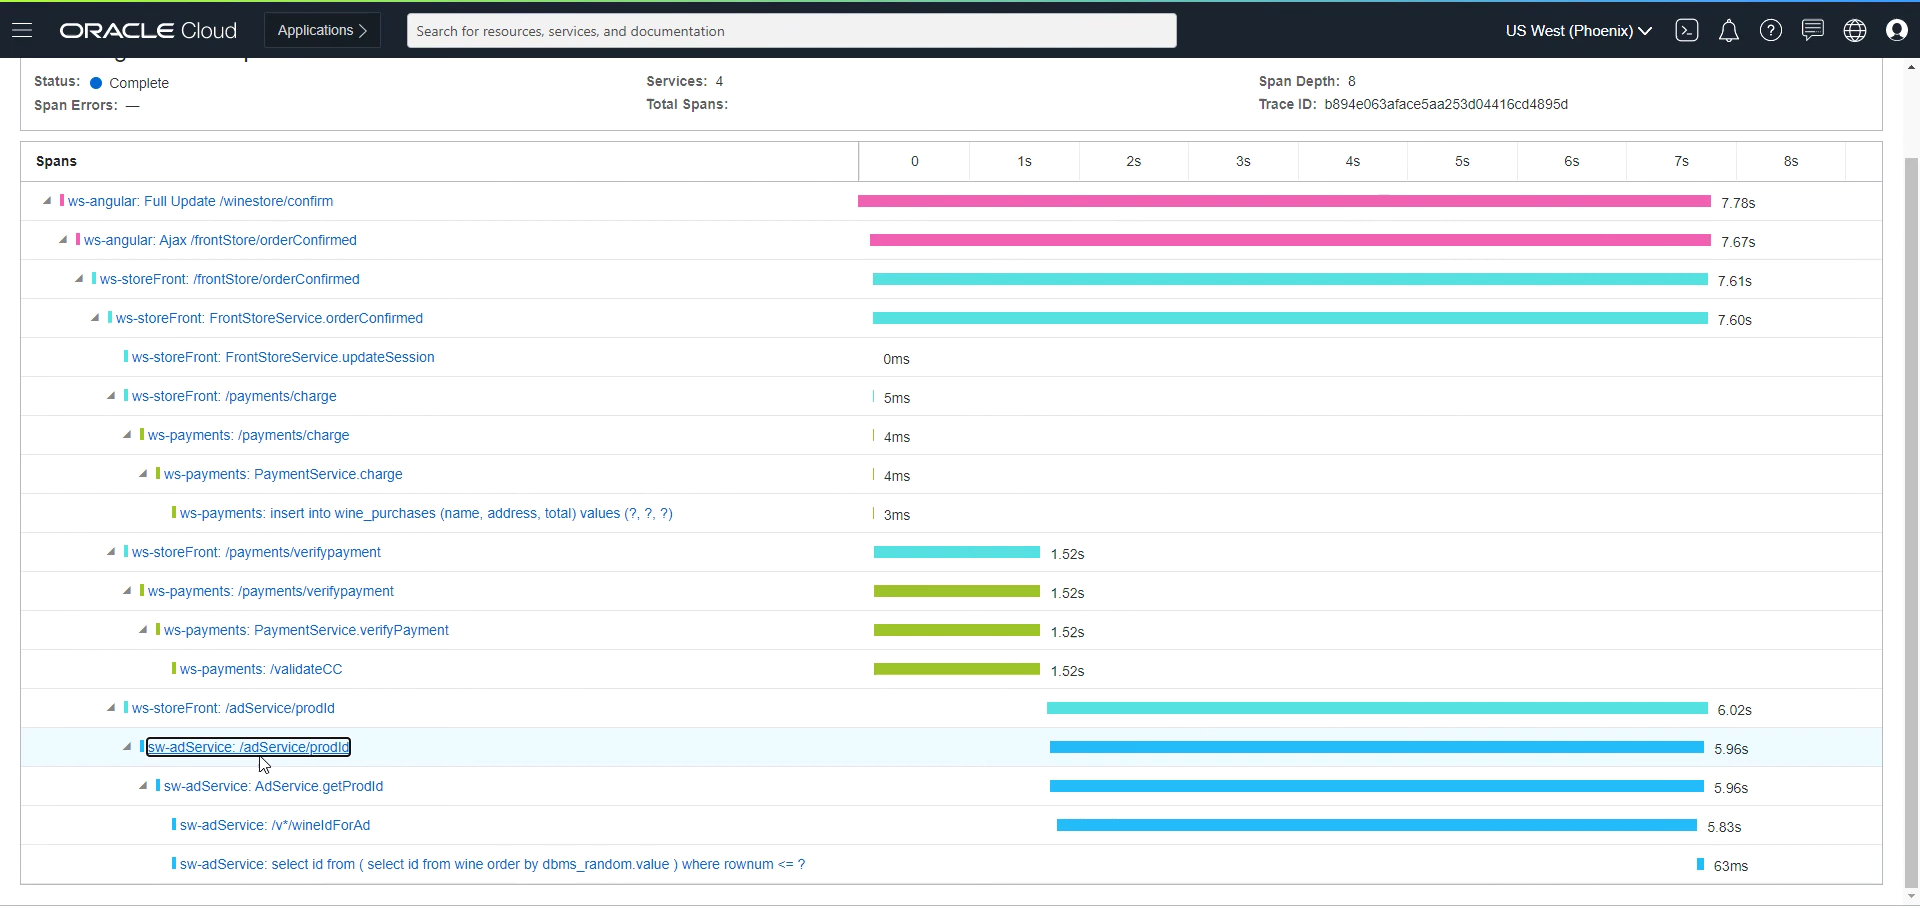 ORACLE Cloud
Applications
Search for resources, services, and documentation
US West (Phoenix)
Status: Complete
Services: 4
Span Depth: 8
Span Errors: —
Total Spans:
Trace ID: b894e063aface5aa253d04416cd4895d
Spans 0 1s 2s 3s 4s 5s 6s 7s 8s
ws-angular: Full Update /winestore/confirm 7.78s
ws-angular: Ajax /frontStore/orderConfirmed 7.67s
ws-storeFront: /frontStore/orderConfirmed 7.61s
ws-storeFront: FrontStoreService.orderConfirmed 7.60s
ws-storeFront: FrontStoreService.updateSession 0ms
ws-storeFront: /payments/charge 5ms
ws-payments: /payments/charge 4ms
ws-payments: PaymentService.charge 4ms
ws-payments: insert into wine_purchases (name, address, total) values (?, ?, ?) 3ms
ws-storeFront: /payments/verifypayment 1.52s
ws-payments: /payments/verifypayment 1.52s
ws-payments: PaymentService.verifyPayment 1.52s
ws-payments: /validateCC 1.52s
ws-storeFront: /adService/prodId 6.02s
sw-adService: /adService/prodId 5.96s
sw-adService: AdService.getProdId 5.96s
sw-adService: /v*/wineIdForAd 5.83s
sw-adService: select id from ( select id from wine order by dbms_random.value ) where rownum <= ? 63ms